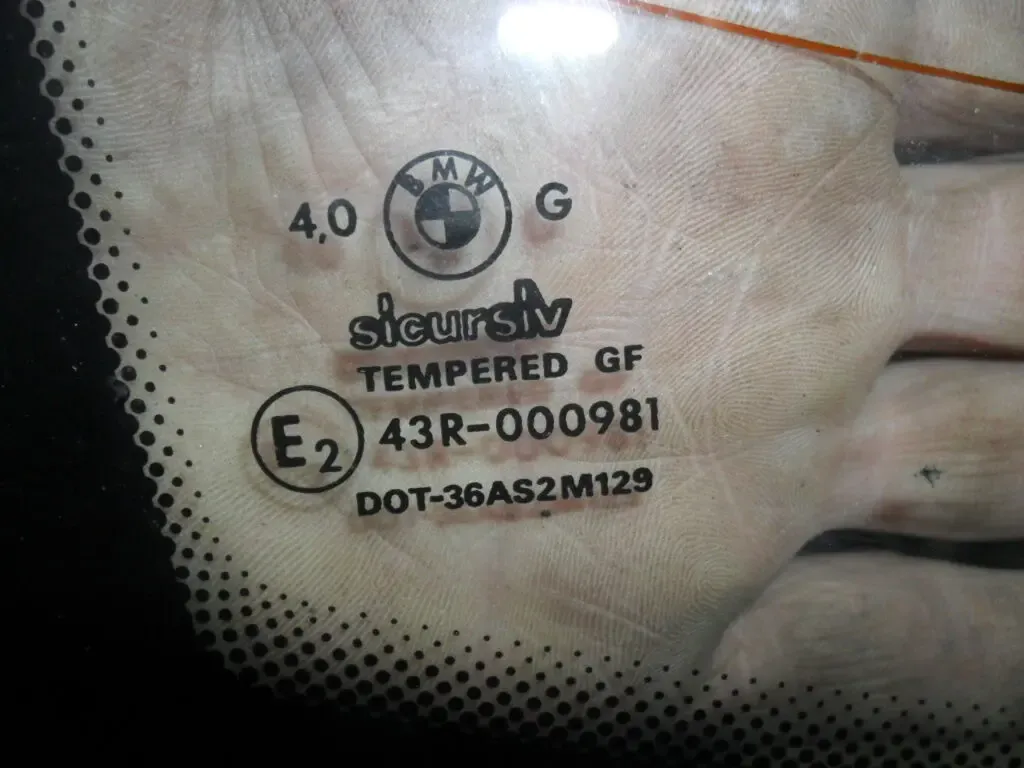 4,0 BMW G
sicursiv
TEMPERED GF
E2 43R-000981
DOT-36AS2M129